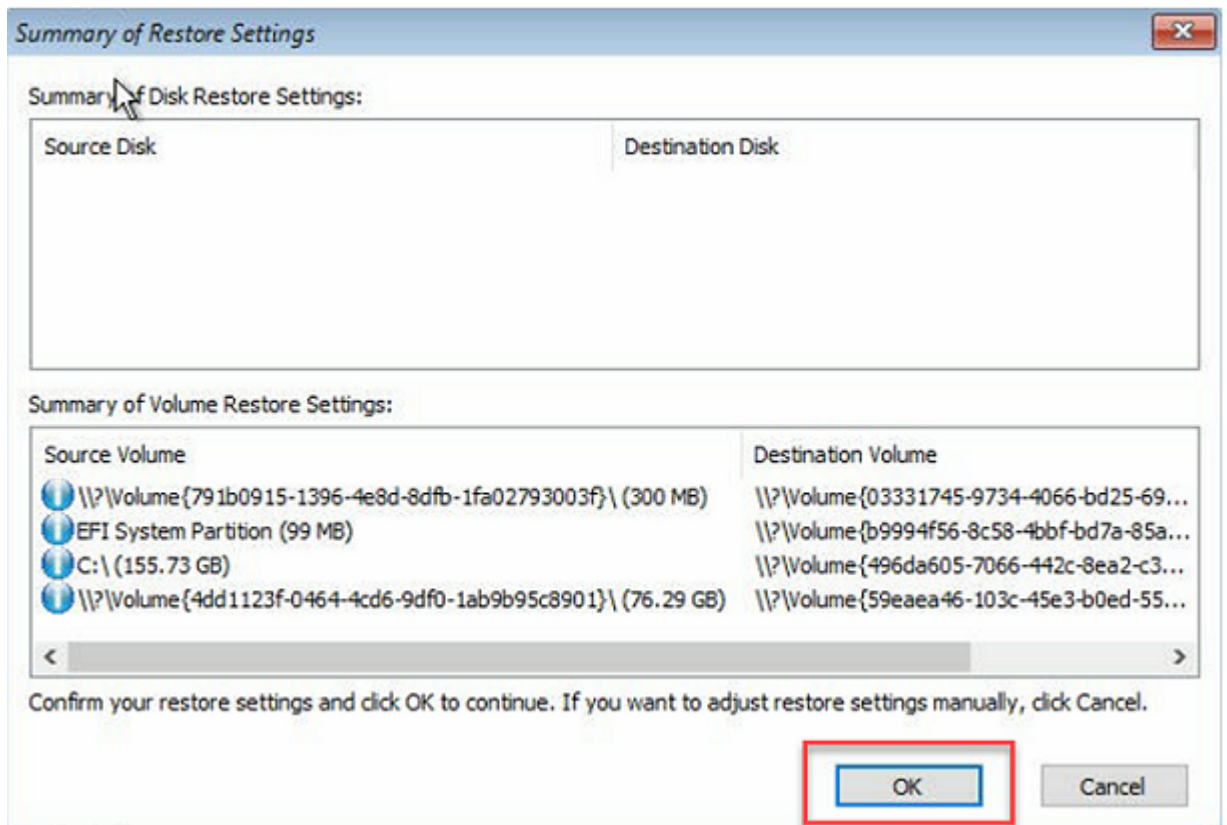 Summary of Restore Settings
Summary of Disk Restore Settings:
Source Disk Destination Disk
Summary of Volume Restore Settings:
Source Volume Destination Volume
\\?\Volume{791b0915-1396-4e8d-8dfb-1fa02793003f}\ (300 MB) \\?\Volume{03331745-9734-4066-bd25-69...
EFI System Partition (99 MB) \\?\Volume{b9994f56-8c58-4bbf-bd7a-85a...
C:\ (155.73 GB) \\?\Volume{496da605-7066-442c-8ea2-c3...
\\?\Volume{4dd1123f-0464-4cd6-9df0-1ab9b95c8901}\ (76.29 GB) \\?\Volume{59eaea46-103c-45e3-b0ed-55...
Confirm your restore settings and click OK to continue. If you want to adjust restore settings manually, click Cancel.
OK Cancel